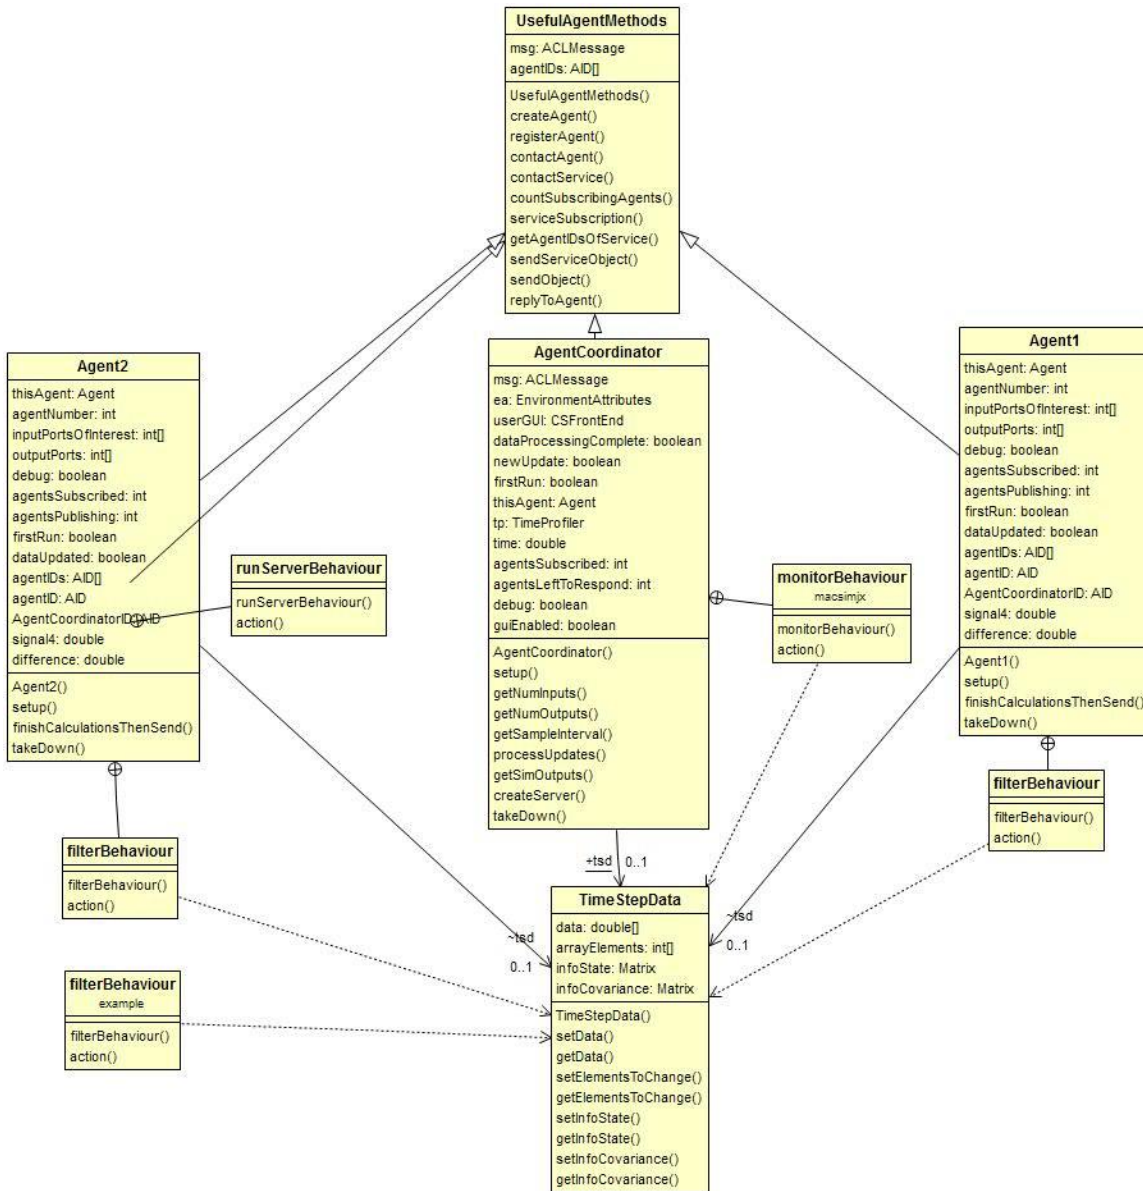 UsefulAgentMethods
msg: ACLMessage
agentIDs: AID[]
UsefulAgentMethods()
createAgent()
registerAgent()
contactAgent()
contactService()
countSubscribingAgents()
serviceSubscription()
getAgentIDsOfService()
sendServiceObject()
sendObject()
replyToAgent()
Agent2
thisAgent: Agent
agentNumber: int
inputPortsOfInterest: int[]
outputPorts: int[]
debug: boolean
agentsSubscribed: int
agentsPublishing: int
firstRun: boolean
dataUpdated: boolean
agentIDs: AID[]
agentID: AID
AgentCoordinatorID: AID
signal4: double
difference: double
Agent2()
setup()
finishCalculationsThenSend()
takeDown()
runServerBehaviour
runServerBehaviour()
action()
AgentCoordinator
msg: ACLMessage
ea: EnvironmentAttributes
userGUI: CSFrontEnd
dataProcessingComplete: boolean
newUpdate: boolean
firstRun: boolean
thisAgent: Agent
tp: TimeProfiler
time: double
agentsSubscribed: int
agentsLeftToRespond: int
debug: boolean
guiEnabled: boolean
AgentCoordinator()
setup()
getNumInputs()
getNumOutputs()
getSampleInterval()
processUpdates()
getSimOutputs()
createServer()
takeDown()
monitorBehaviour
macsimjx
monitorBehaviour()
action()
Agent1
thisAgent: Agent
agentNumber: int
inputPortsOfInterest: int[]
outputPorts: int[]
debug: boolean
agentsSubscribed: int
agentsPublishing: int
firstRun: boolean
dataUpdated: boolean
agentIDs: AID[]
agentID: AID
AgentCoordinatorID: AID
signal4: double
difference: double
Agent1()
setup()
finishCalculationsThenSend()
takeDown()
filterBehaviour
filterBehaviour()
action()
filterBehaviour
filterBehaviour()
action()
filterBehaviour
example
filterBehaviour()
action()
+tsd 0..1
~tsd
0..1
~tsd
0..1
TimeStepData
data: double[]
arrayElements: int[]
infoState: Matrix
infoCovariance: Matrix
TimeStepData()
setData()
getData()
setElementsToChange()
getElementsToChange()
setInfoState()
getInfoState()
setInfoCovariance()
getInfoCovariance()